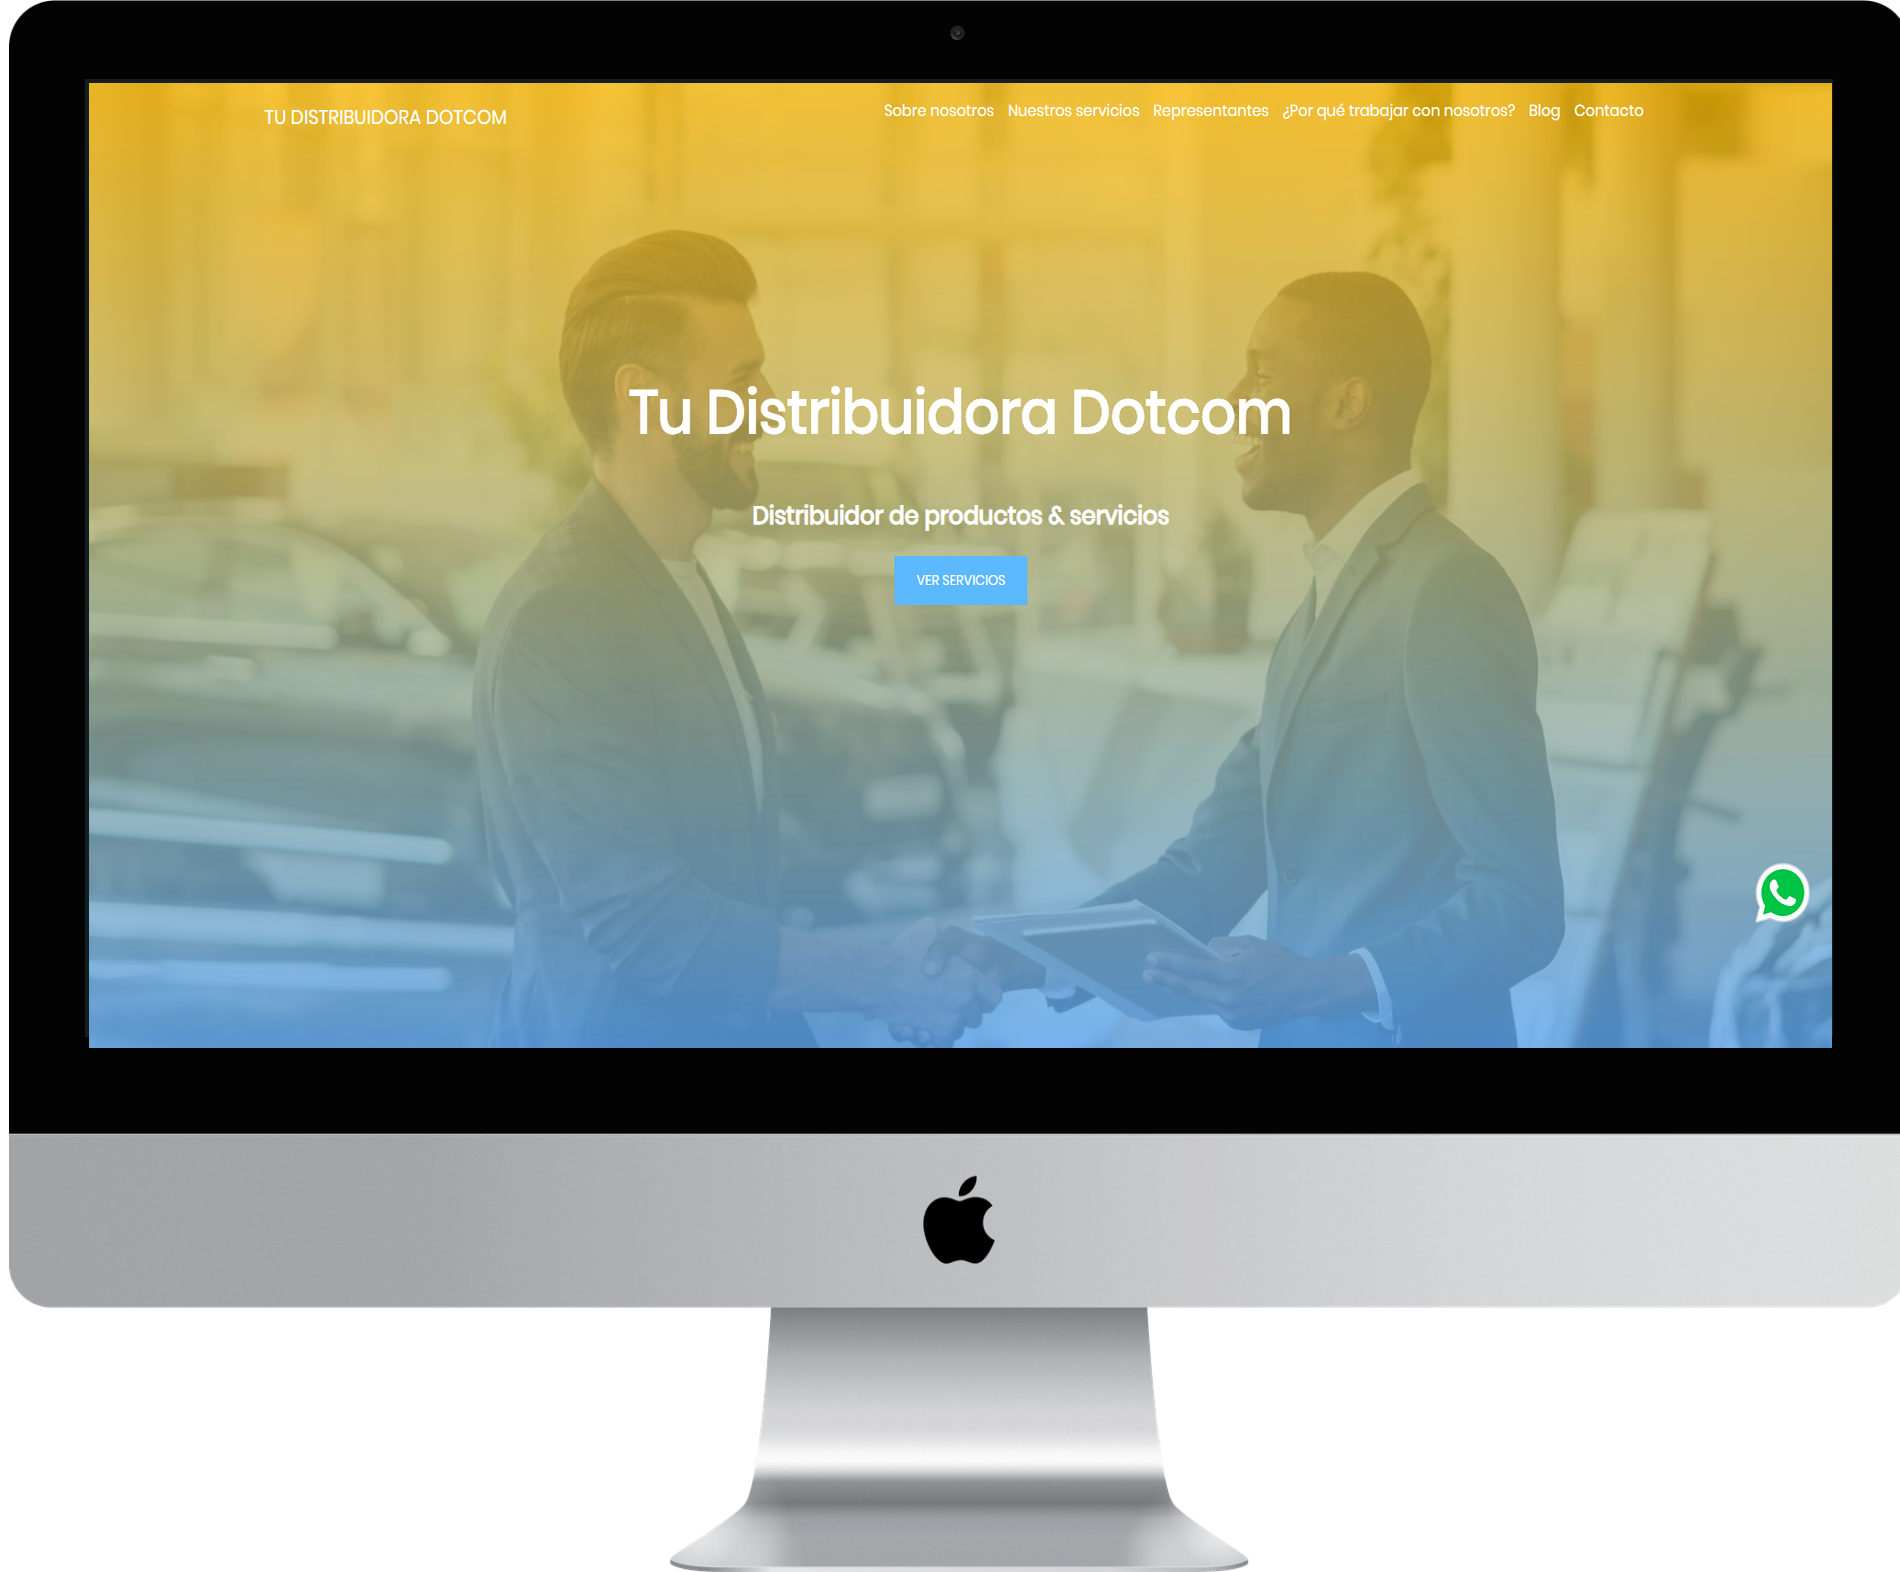 TU DISTRIBUIDORA DOTCOM
Sobre nosotros Nuestros servicios Representantes ¿Por qué trabajar con nosotros? Blog Contacto
Tu Distribuidora Dotcom
Distribuidor de productos & servicios
VER SERVICIOS